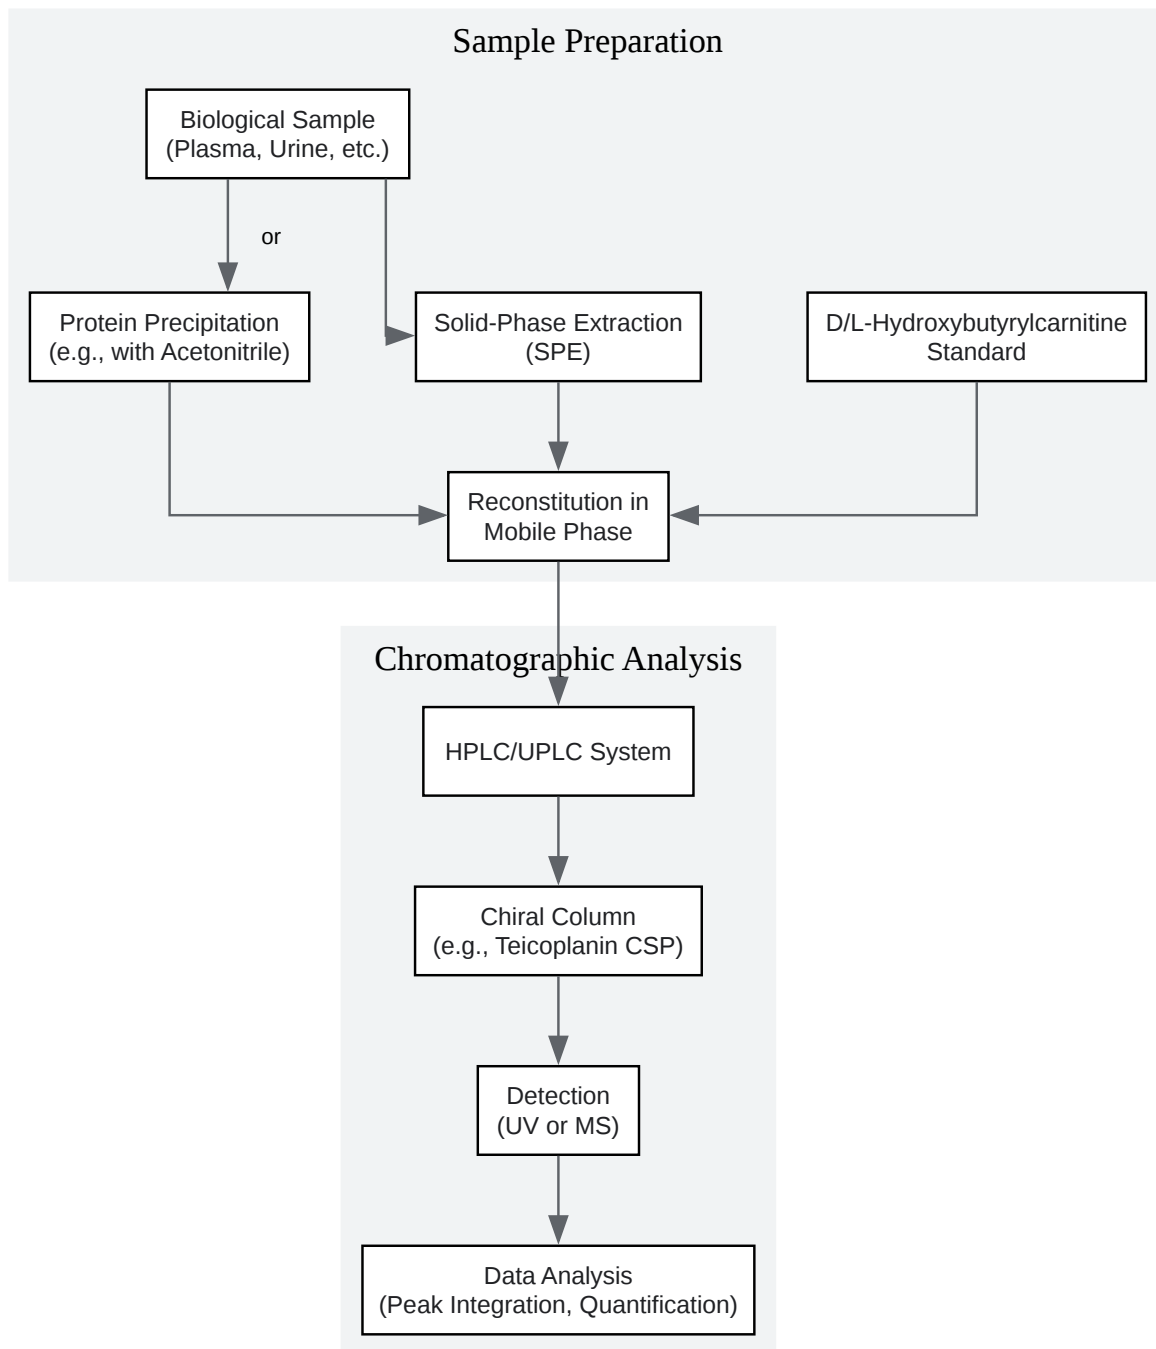 Sample Preparation
Biological Sample
(Plasma, Urine, etc.)
or
Protein Precipitation
(e.g., with Acetonitrile)
Solid-Phase Extraction
(SPE)
D/L-Hydroxybutyrylcarnitine
Standard
Reconstitution in
Mobile Phase
Chromatographic Analysis
HPLC/UPLC System
Chiral Column
(e.g., Teicoplanin CSP)
Detection
(UV or MS)
Data Analysis
(Peak Integration, Quantification)